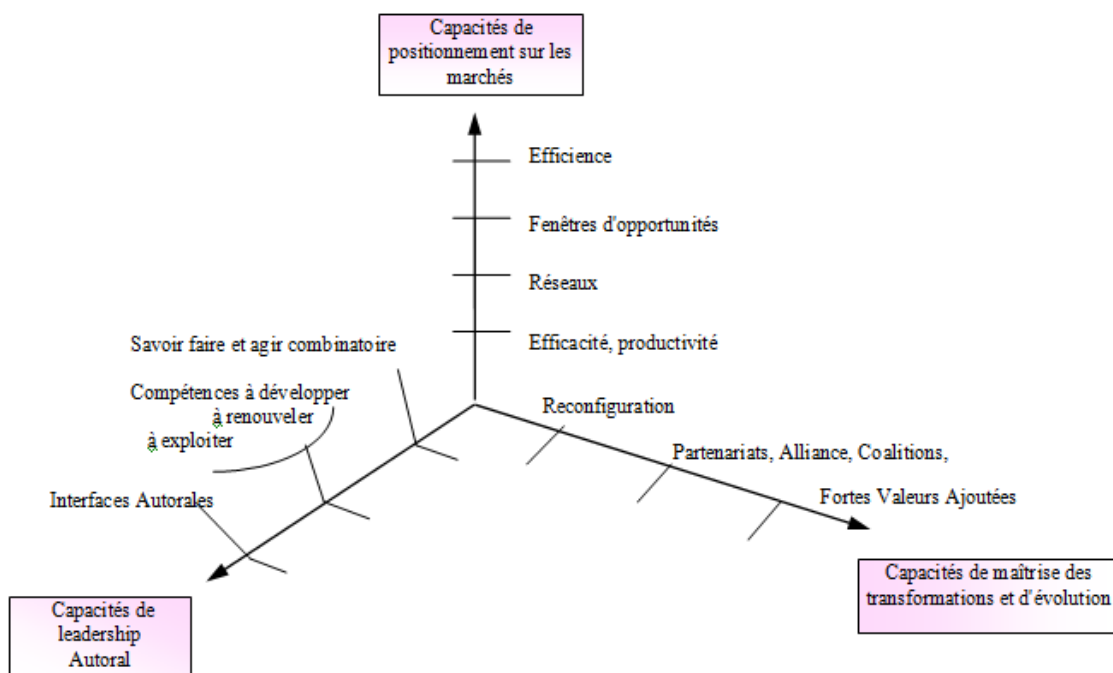 Capacités de
positionnement sur les
marchés
Efficience
Fenêtres d'opportunités
Réseaux
Efficacité, productivité
Savoir faire et agir combinatoire
Compétences à développer
à renouveler
à exploiter
Interfaces Autorales
Reconfiguration
Partenariats, Alliance, Coalitions,
Fortes Valeurs Ajoutées
Capacités de maîtrise des
transformations et d'évolution
Capacités de
leadership
Autoral